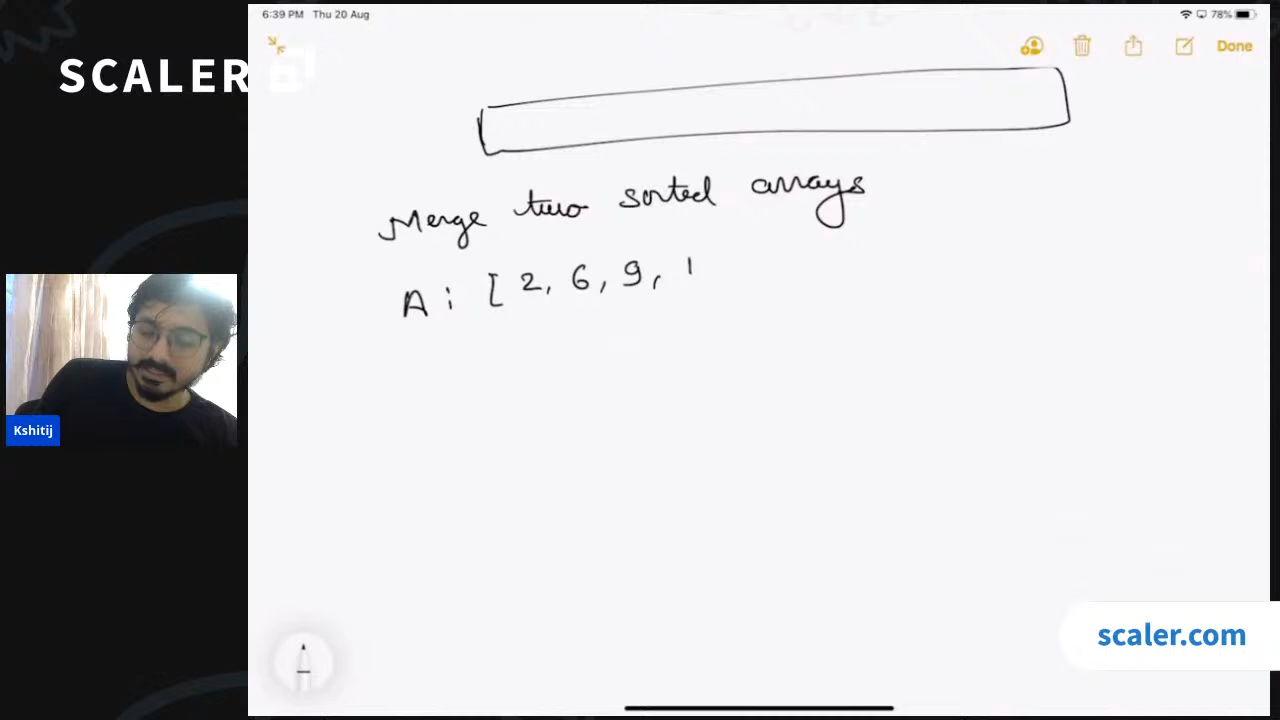 6:39 PM Thu 20 Aug 78%
SCALER
Done
Merge two sorted arrays
A : [ 2, 6, 9, 1
Kshitij
scaler.com